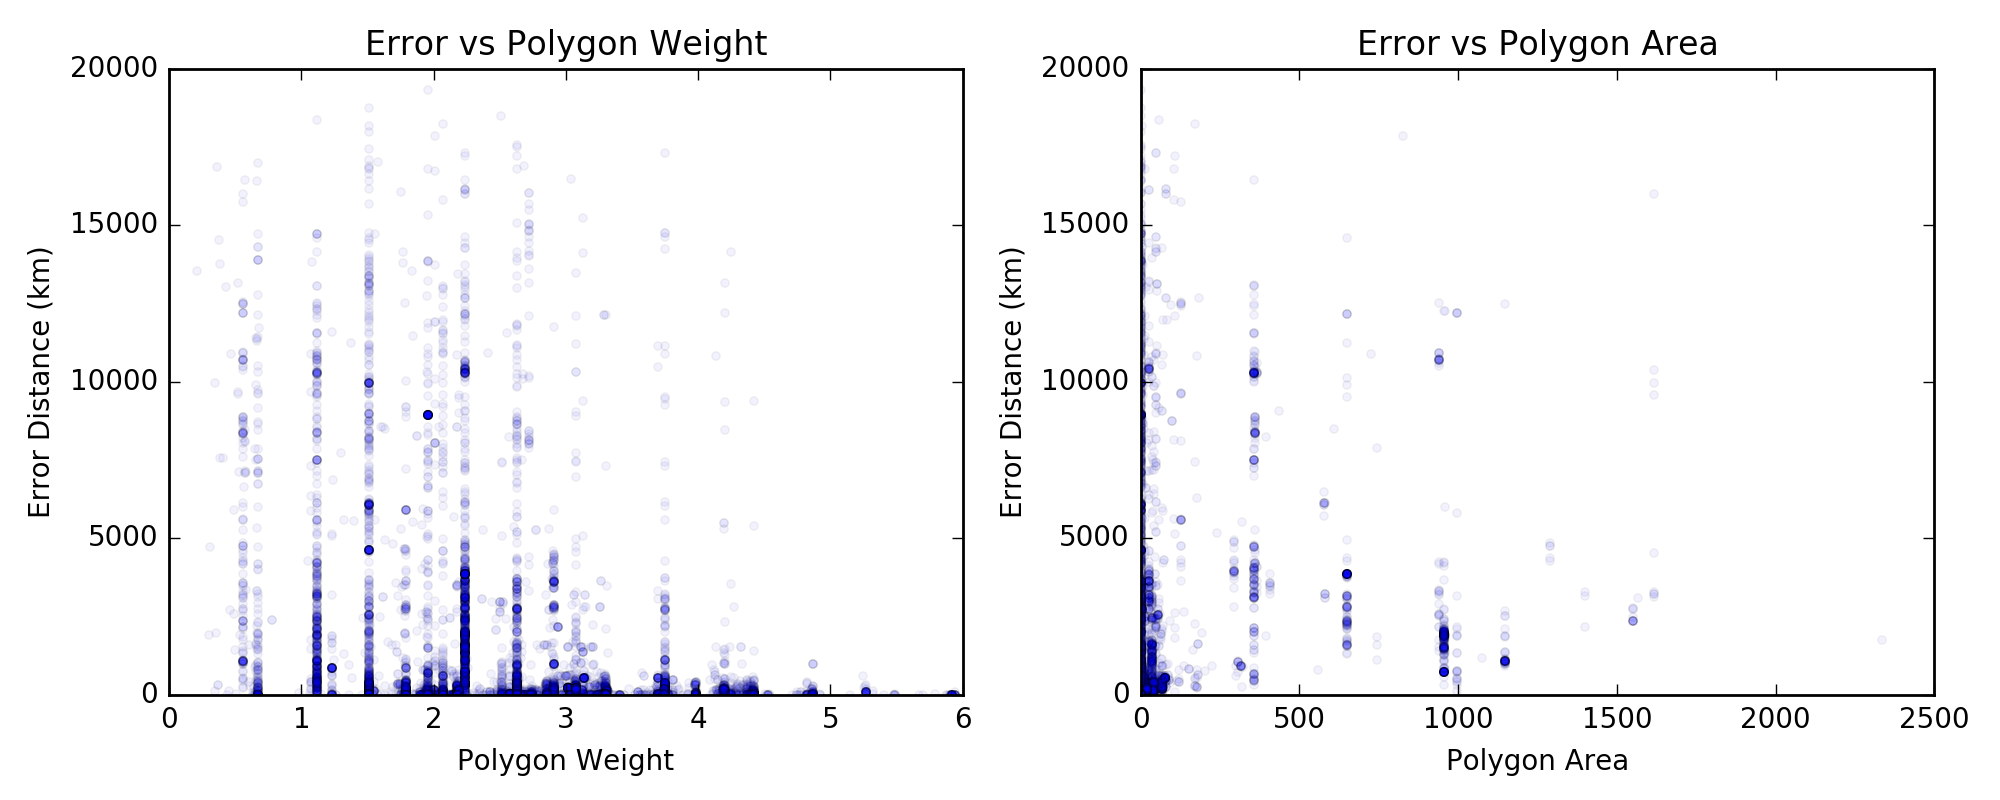 Error vs Polygon Weight
20000
15000
10000
5000
0
Error Distance (km)
0 1 2 3 4 5 6
Polygon Weight
Error vs Polygon Area
20000
15000
10000
5000
0
Error Distance (km)
0 500 1000 1500 2000 2500
Polygon Area